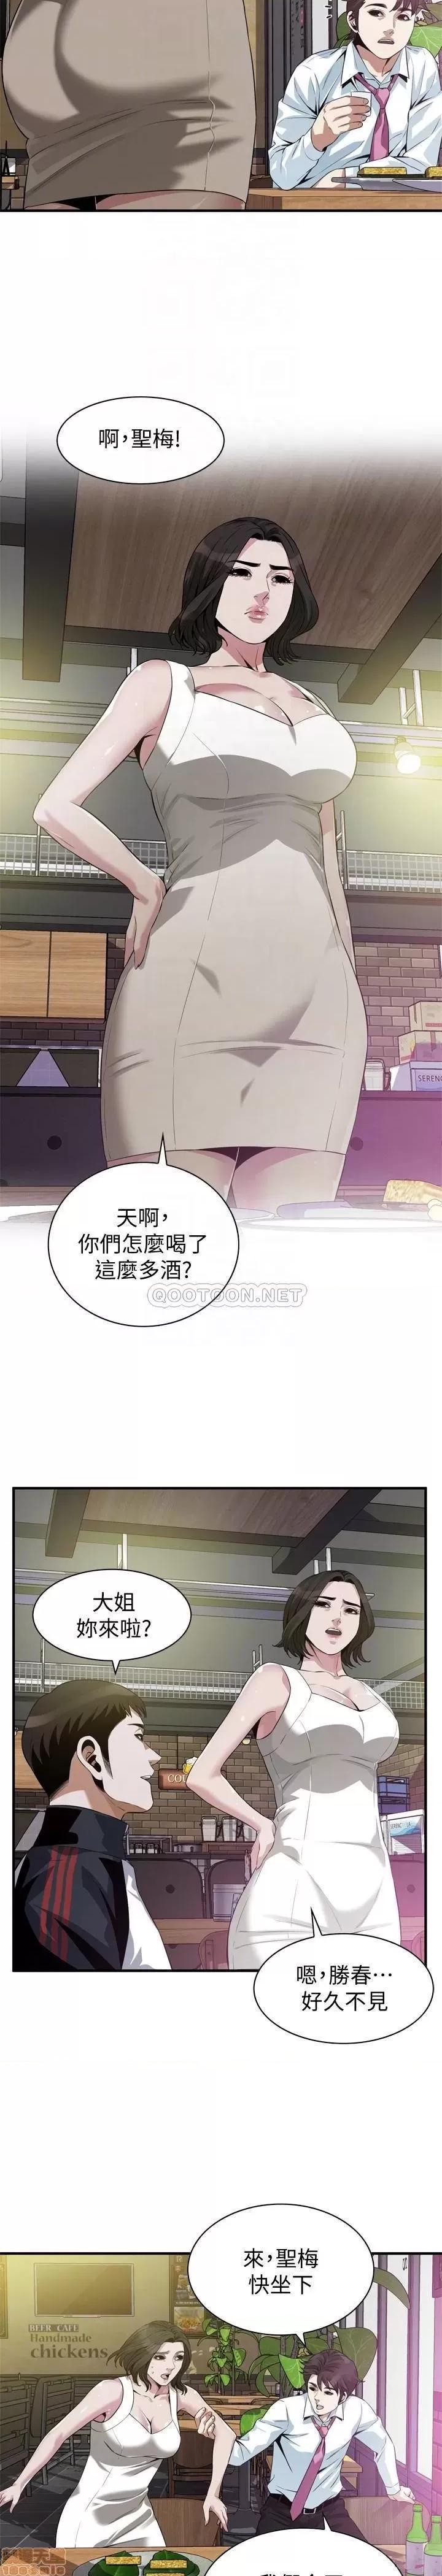 啊，聖梅!
SEREN
天啊，
你們怎麼喝了
這麼多酒?
QOOTOON.NET
大姐
妳來啦?
COU
嗯，勝春…
好久不見
來，聖梅
快坐下
BEER CAFE
Handmade
chickens